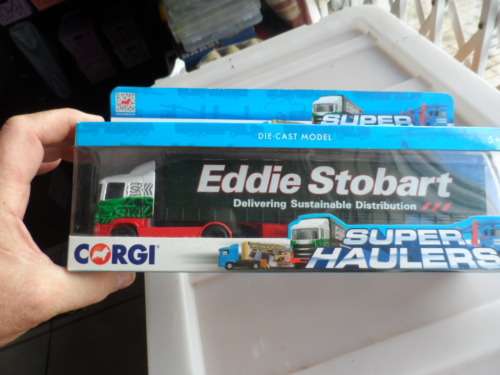 SUPER
DIE-CAST MODEL
Eddie Stobart
Delivering Sustainable Distribution
CORGI
SUPER
HAULERS